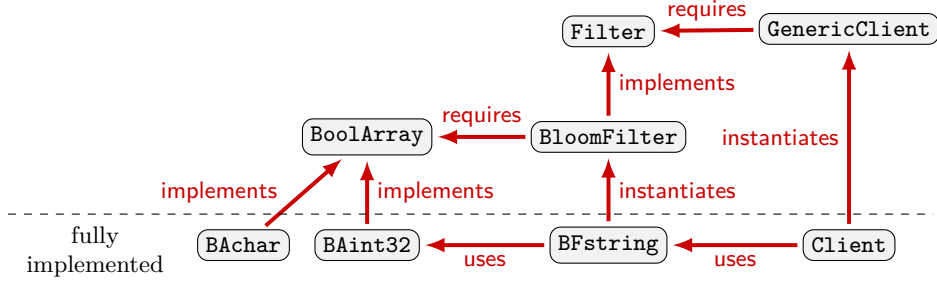 requires
Filter
GenericClient
implements
requires
BoolArray
BloomFilter
instantiates
implements
implements
instantiates
fully
implemented
BAchar
BAint32
BFstring
Client
uses
uses